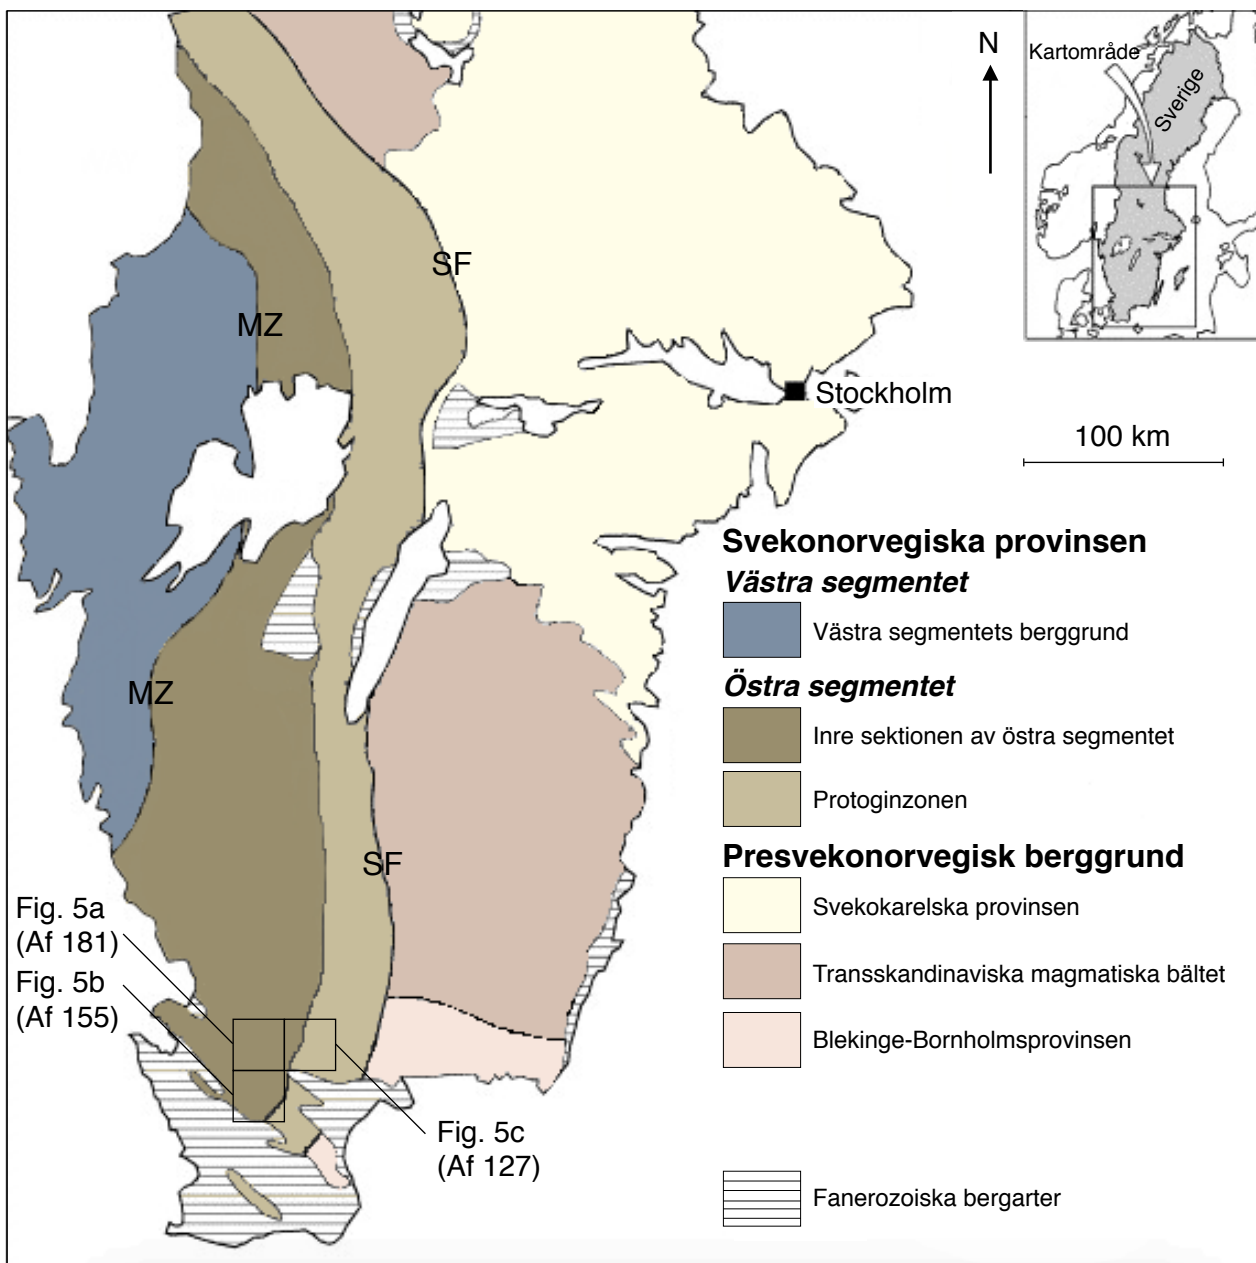 N
Kartområde
Sverige
SF
MZ
Stockholm
100 km
Svekonorvegiska provinsen
Västra segmentet
Västra segmentets berggrund
MZ
Östra segmentet
Inre sektionen av östra segmentet
Protoginzonen
SF
Presvekonorvegisk berggrund
Svekokarelska provinsen
Transskandinaviska magmatiska bältet
Blekinge-Bornholmsprovinsen
Fanerozoiska bergarter
Fig. 5a
(Af 181)
Fig. 5b
(Af 155)
Fig. 5c
(Af 127)